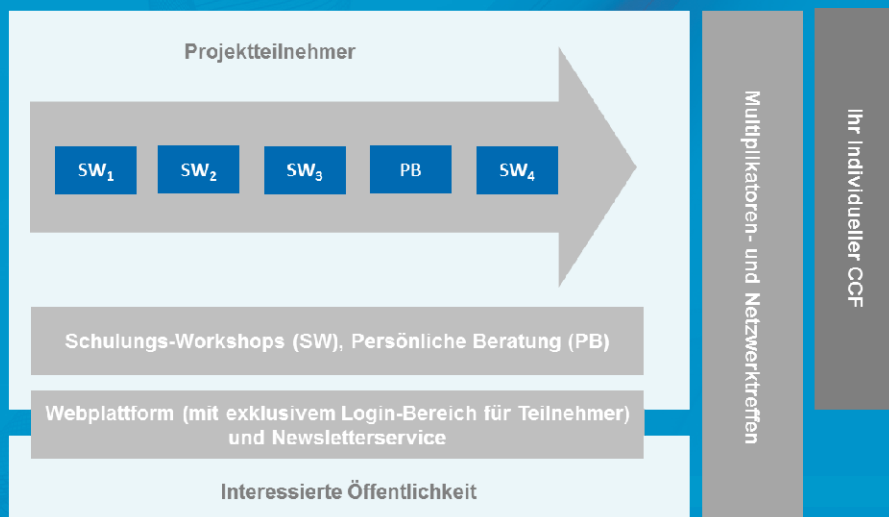 Projektteilnehmer
SW₁
SW₂
SW₃
PB
SW₄
Schulungs-Workshops (SW), Persönliche Beratung (PB)
Webplattform (mit exklusivem Login-Bereich für Teilnehmer)
und Newsletterservice
Interessierte Öffentlichkeit
Multiplikatoren- und Netzwerktreffen
Ihr Individueller CCF